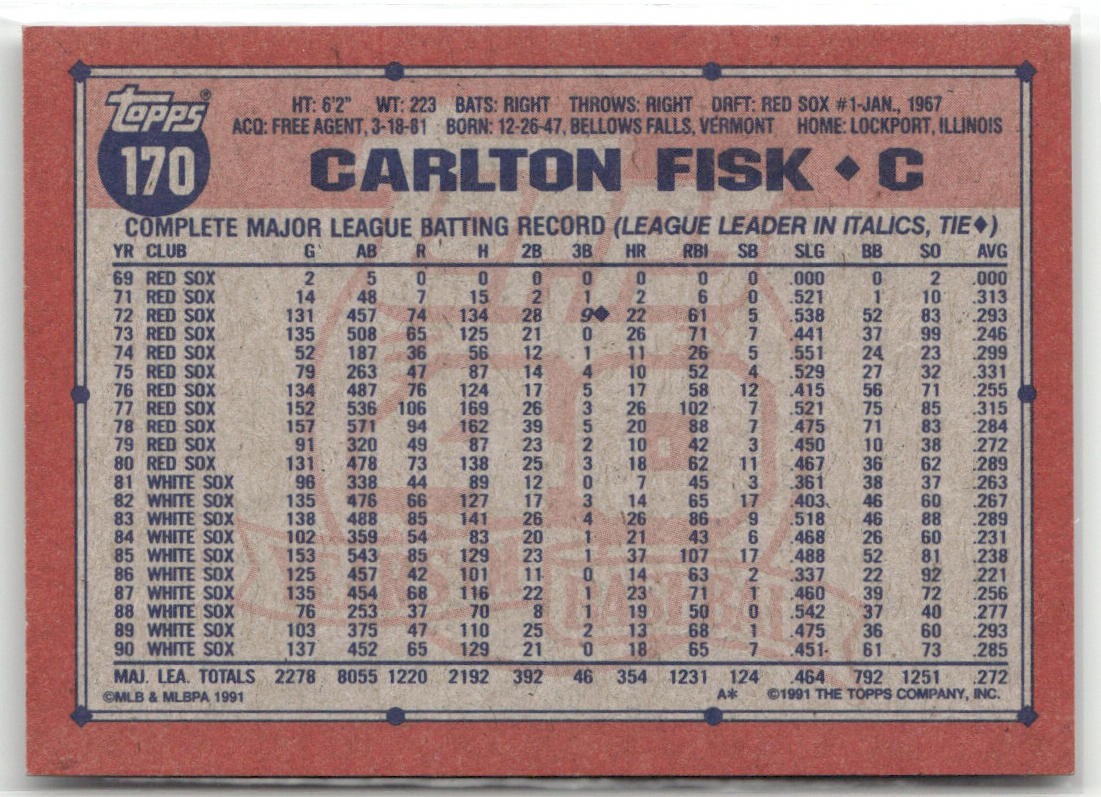 Topps®
170
HT: 6'2" WT: 223 BATS: RIGHT THROWS: RIGHT DRFT: RED SOX #1-JAN., 1967
ACQ: FREE AGENT, 3-18-81 BORN: 12-26-47, BELLOWS FALLS, VERMONT HOME: LOCKPORT, ILLINOIS
CARLTON FISK ♦ C
COMPLETE MAJOR LEAGUE BATTING RECORD (LEAGUE LEADER IN ITALICS, TIE♦)
YR CLUB G AB R H 2B 3B HR RBI SB SLG BB SO AVG
69 RED SOX 2 5 0 0 0 0 0 0 0 .000 0 2 .000
71 RED SOX 14 48 7 15 2 1 2 6 0 .521 1 10 .313
72 RED SOX 131 457 74 134 28 9♦ 22 61 5 .538 52 83 .293
73 RED SOX 135 508 65 125 21 0 26 71 7 .441 37 99 .246
74 RED SOX 52 187 36 56 12 1 11 26 5 .551 24 23 .299
75 RED SOX 79 263 47 87 14 4 10 52 4 .529 27 32 .331
76 RED SOX 134 487 76 124 17 5 17 58 12 .415 56 71 .255
77 RED SOX 152 536 106 169 26 3 26 102 7 .521 75 85 .315
78 RED SOX 157 571 94 162 39 5 20 88 7 .475 71 83 .284
79 RED SOX 91 320 49 87 23 2 10 42 3 .450 10 38 .272
80 RED SOX 131 478 73 138 25 3 18 62 11 .467 36 62 .289
81 WHITE SOX 96 338 44 89 12 0 7 45 3 .361 38 37 .263
82 WHITE SOX 135 476 66 127 17 3 14 65 17 .403 46 60 .267
83 WHITE SOX 138 488 85 141 26 4 26 86 9 .518 46 88 .289
84 WHITE SOX 102 359 54 83 20 1 21 43 6 .468 26 60 .231
85 WHITE SOX 153 543 85 129 23 1 37 107 17 .488 52 81 .238
86 WHITE SOX 125 457 42 101 11 0 14 63 2 .337 22 92 .221
87 WHITE SOX 135 454 68 116 22 1 23 71 1 .460 39 72 .256
88 WHITE SOX 76 253 37 70 8 1 19 50 0 .542 37 40 .277
89 WHITE SOX 103 375 47 110 25 2 13 68 1 .475 36 60 .293
90 WHITE SOX 137 452 65 129 21 0 18 65 7 .451 61 73 .285
MAJ. LEA. TOTALS 2278 8055 1220 2192 392 46 354 1231 124 .464 792 1251 .272
©MLB & MLBPA 1991 A* ©1991 THE TOPPS COMPANY, INC.